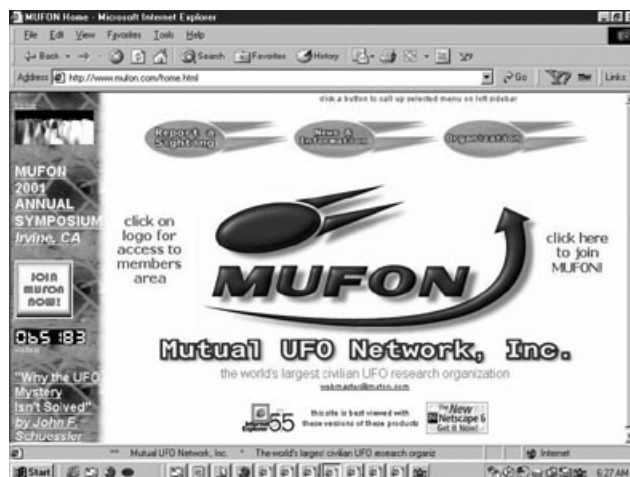 MUFON Home - Microsoft Internet Explorer
File Edit View Favorites Tools Help
Back Search Favorites History
Address http://www.mufon.com/home.html Go Links
click a button to call up selected menu on left sidebar
Report a
Sighting
News &
Information
Organization
MUFON
2001
ANNUAL
SYMPOSIUM
Irvine, CA
JOIN
MUFON
NOW!
065183
"Why the UFO
Mystery
Isn't Solved"
by John F.
Schuessler
click on
logo for
access to
members
area
MUFON
click here
to join
MUFON!
Mutual UFO Network, Inc.
the world's largest civilian UFO research organization
webmaster@mufon.com
Internet
Explorer
55
this site is best viewed with
these versions of these products
The New
Netscape 6
Get it Now!
Mutual UFO Network, Inc. * The world's largest civilian UFO research organiz
Internet
Start
6:27 AM